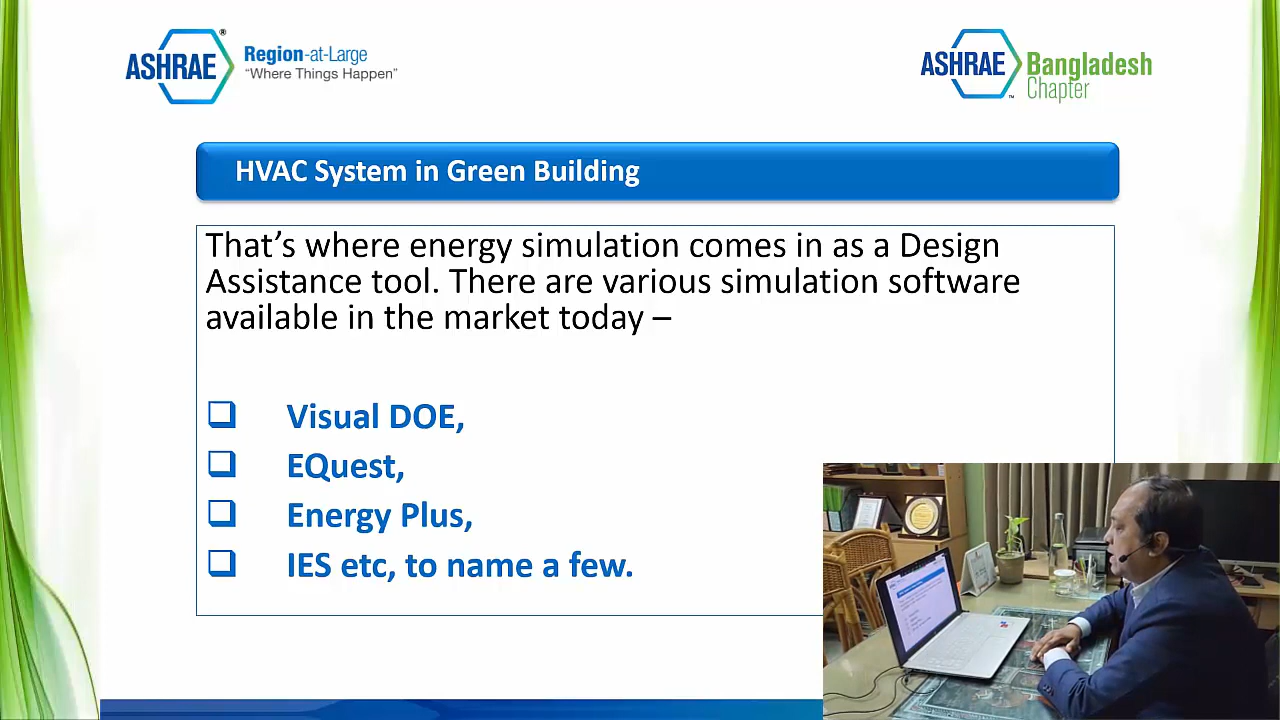 ASHRAE®
Region-at-Large
“Where Things Happen”
ASHRAE™
Bangladesh
Chapter
HVAC System in Green Building
That’s where energy simulation comes in as a Design
Assistance tool. There are various simulation software
available in the market today –
❑ Visual DOE,
❑ EQuest,
❑ Energy Plus,
❑ IES etc, to name a few.